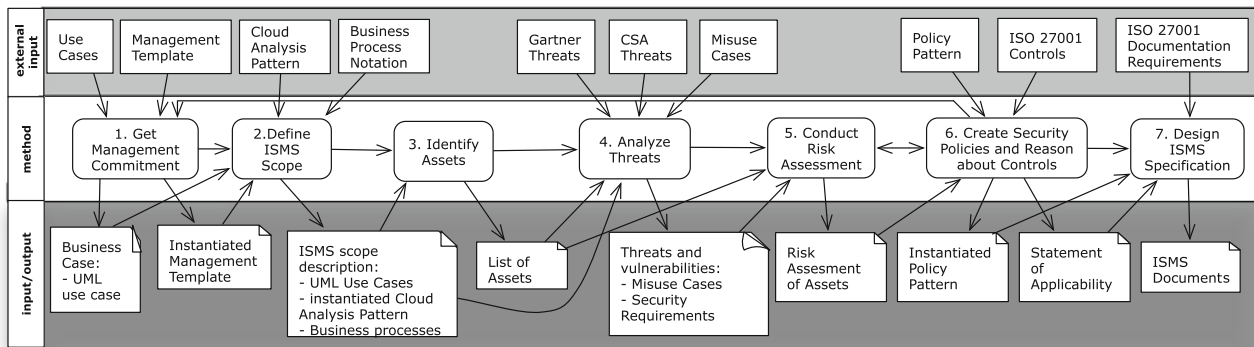 external
input
Use
Cases
Management
Template
Cloud
Analysis
Pattern
Business
Process
Notation
Gartner
Threats
CSA
Threats
Misuse
Cases
Policy
Pattern
ISO 27001
Controls
ISO 27001
Documentation
Requirements
method
1. Get
Management
Commitment
2.Define
ISMS
Scope
3. Identify
Assets
4. Analyze
Threats
5. Conduct
Risk
Assessment
6. Create Security
Policies and Reason
about Controls
7. Design
ISMS
Specification
input/output
Business
Case:
- UML
use case
Instantiated
Management
Template
ISMS scope
description:
- UML Use Cases
- instantiated Cloud
Analysis Pattern
- Business processes
List of
Assets
Threats and
vulnerabilities:
- Misuse Cases
- Security
Requirements
Risk
Assesment
of Assets
Instantiated
Policy
Pattern
Statement
of
Applicability
ISMS
Documents